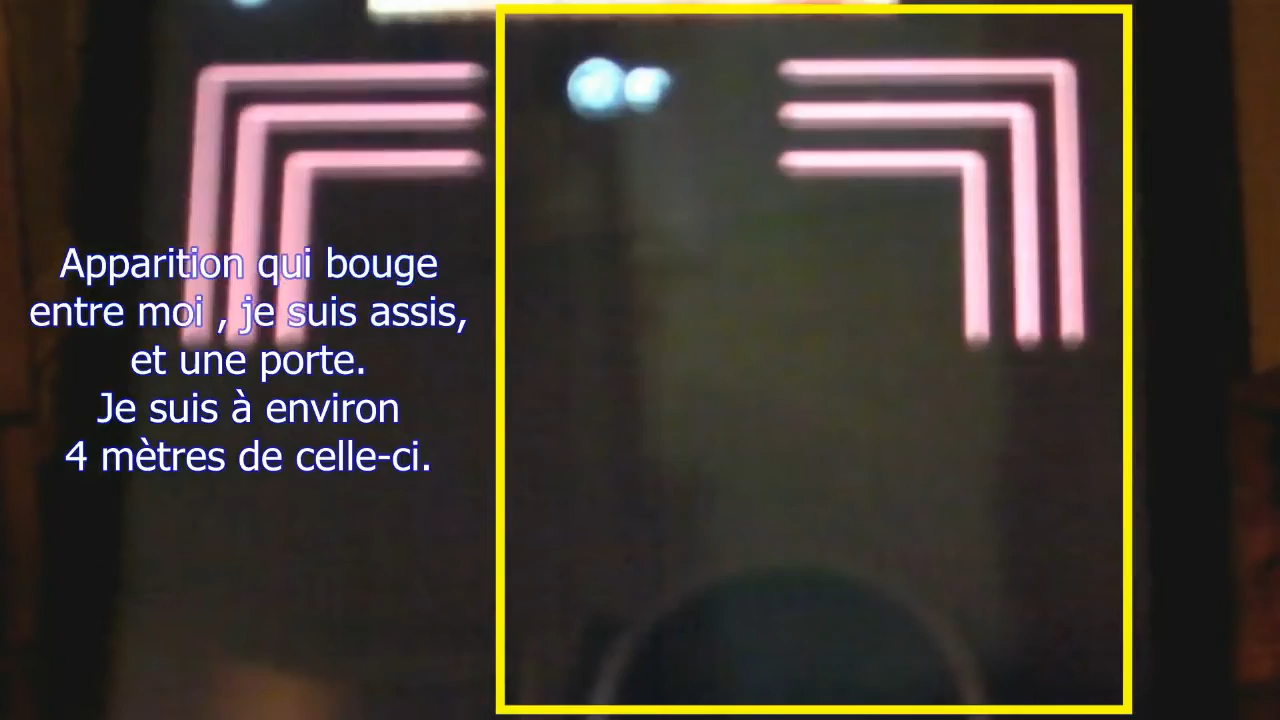 Apparition qui bouge
entre moi , je suis assis,
et une porte.
Je suis à environ
4 mètres de celle-ci.